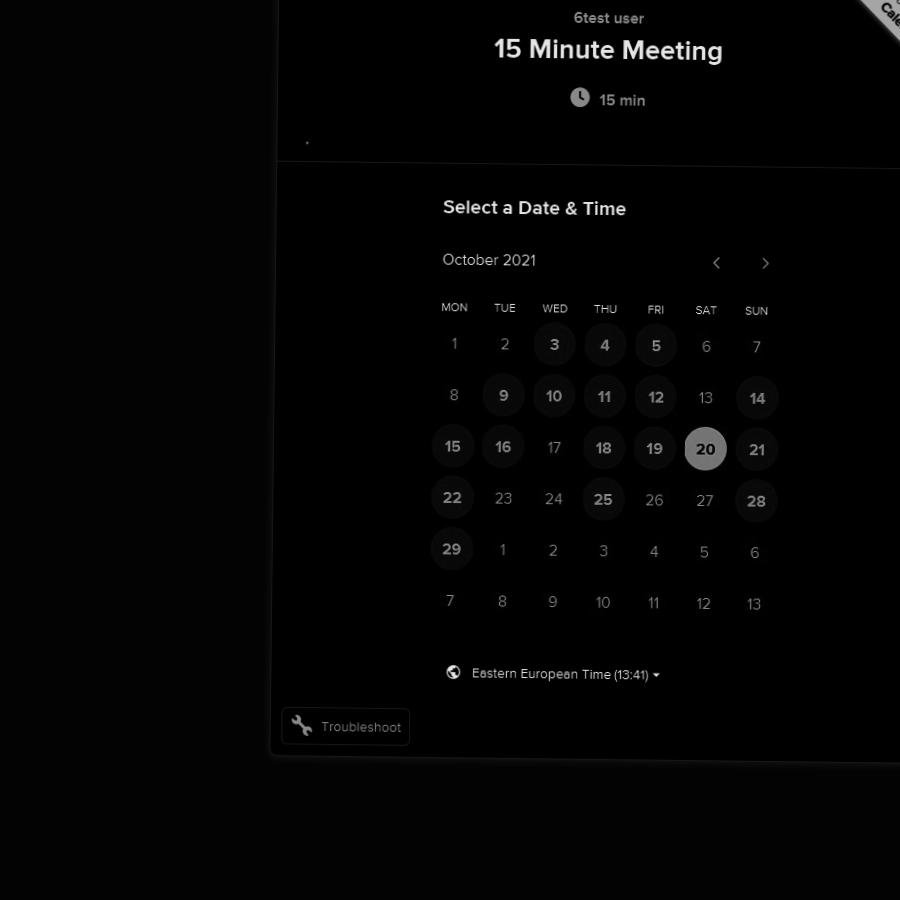 6test user
15 Minute Meeting
15 min
Select a Date & Time
October 2021
MON TUE WED THU FRI SAT SUN
1 2 3 4 5 6 7
8 9 10 11 12 13 14
15 16 17 18 19 20 21
22 23 24 25 26 27 28
29 1 2 3 4 5 6
7 8 9 10 11 12 13
Eastern European Time (13:41)
Troubleshoot